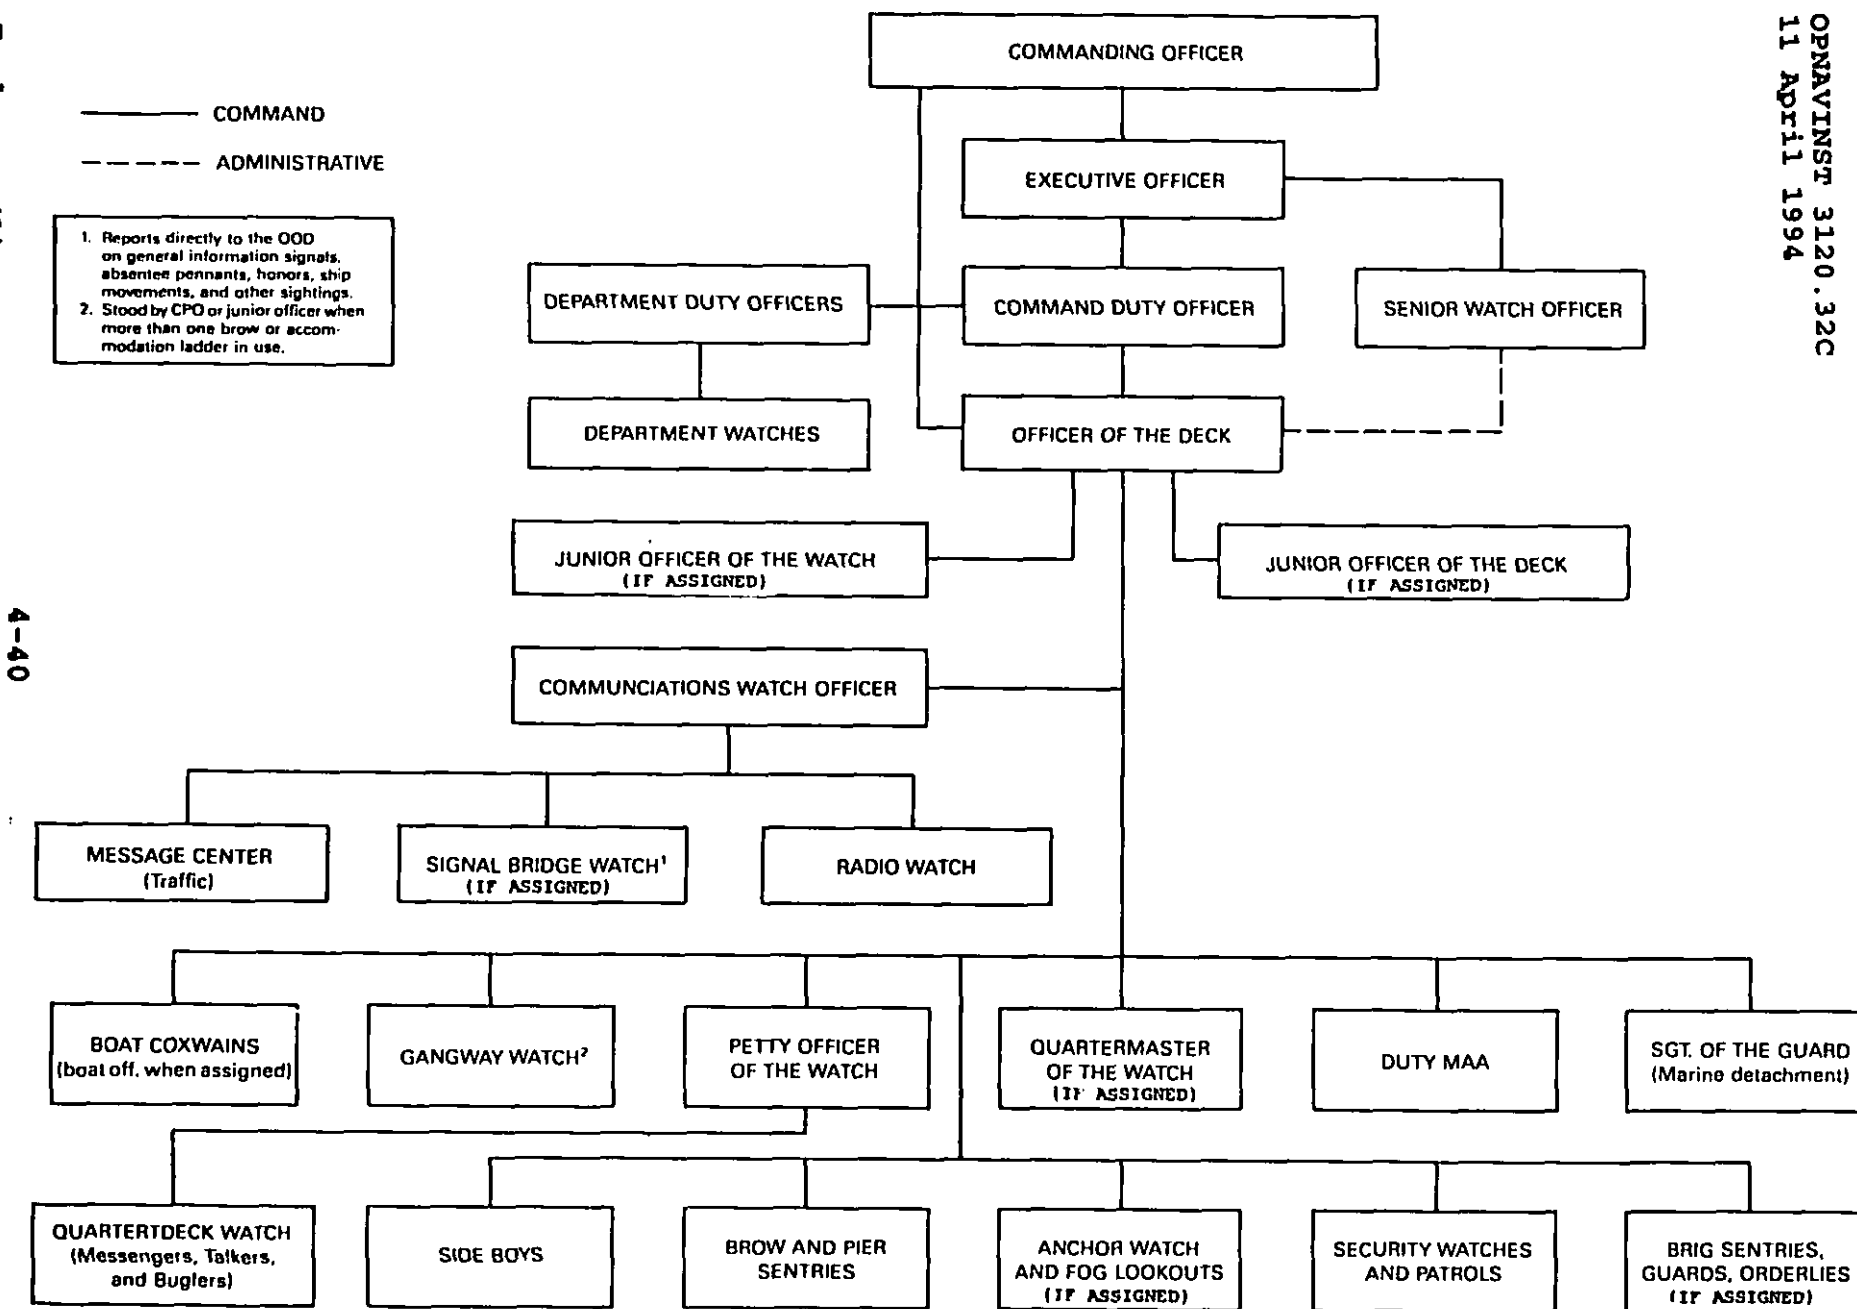 OPNAVINST 3120.32C
11 April 1994
COMMANDING OFFICER
COMMAND
ADMINISTRATIVE
EXECUTIVE OFFICER
1. Reports directly to the OOD
on general information signals,
absentee pennants, honors, ship
movements, and other sightings.
2. Stood by CPO or junior officer when
more than one brow or accom-
modation ladder in use.
DEPARTMENT DUTY OFFICERS
COMMAND DUTY OFFICER
SENIOR WATCH OFFICER
DEPARTMENT WATCHES
OFFICER OF THE DECK
JUNIOR OFFICER OF THE WATCH
(IF ASSIGNED)
JUNIOR OFFICER OF THE DECK
(IF ASSIGNED)
4-40
COMMUNCIATIONS WATCH OFFICER
MESSAGE CENTER
(Traffic)
SIGNAL BRIDGE WATCH¹
(IF ASSIGNED)
RADIO WATCH
BOAT COXWAINS
(boat off. when assigned)
GANGWAY WATCH²
PETTY OFFICER
OF THE WATCH
QUARTERMASTER
OF THE WATCH
(IF ASSIGNED)
DUTY MAA
SGT. OF THE GUARD
(Marine detachment)
QUARTERTDECK WATCH
(Messengers, Talkers,
and Buglers)
SIDE BOYS
BROW AND PIER
SENTRIES
ANCHOR WATCH
AND FOG LOOKOUTS
(IF ASSIGNED)
SECURITY WATCHES
AND PATROLS
BRIG SENTRIES,
GUARDS, ORDERLIES
(IF ASSIGNED)